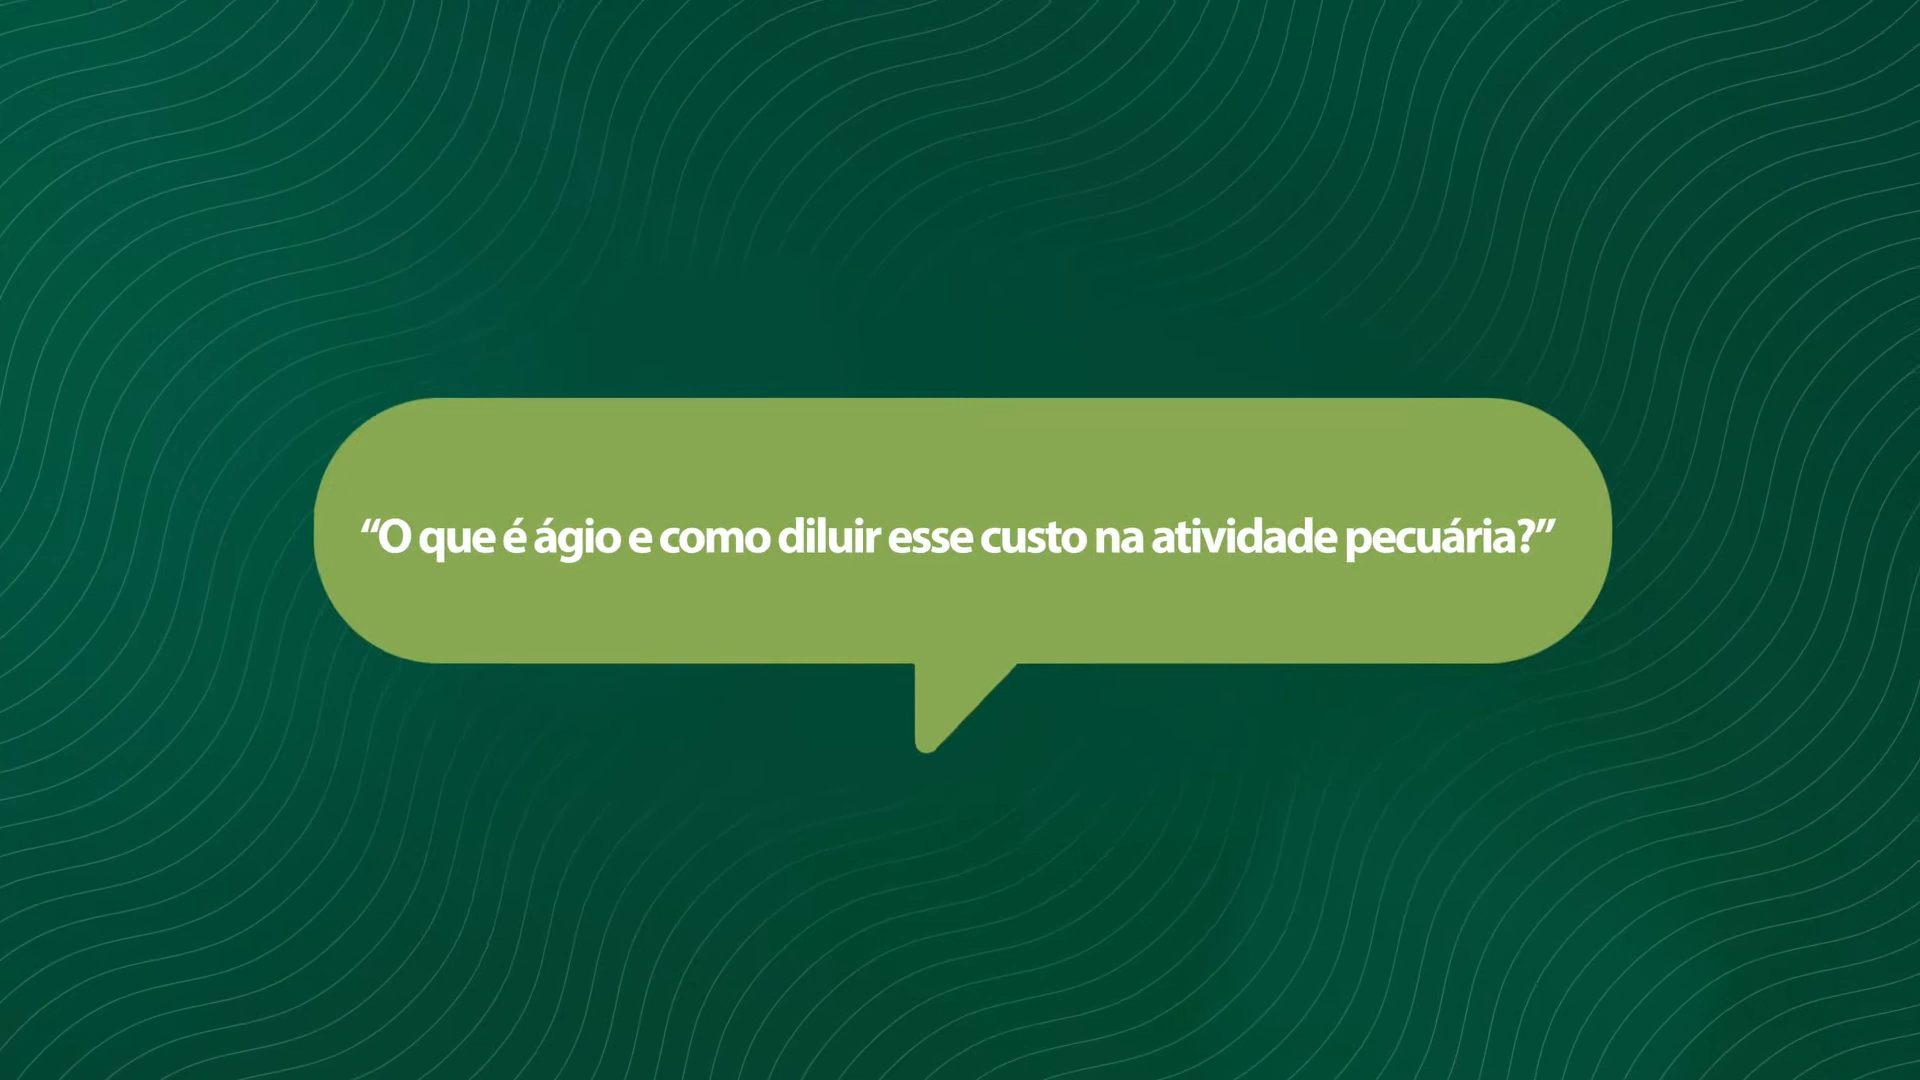 “O que é ágio e como diluir esse custo na atividade pecuária?”